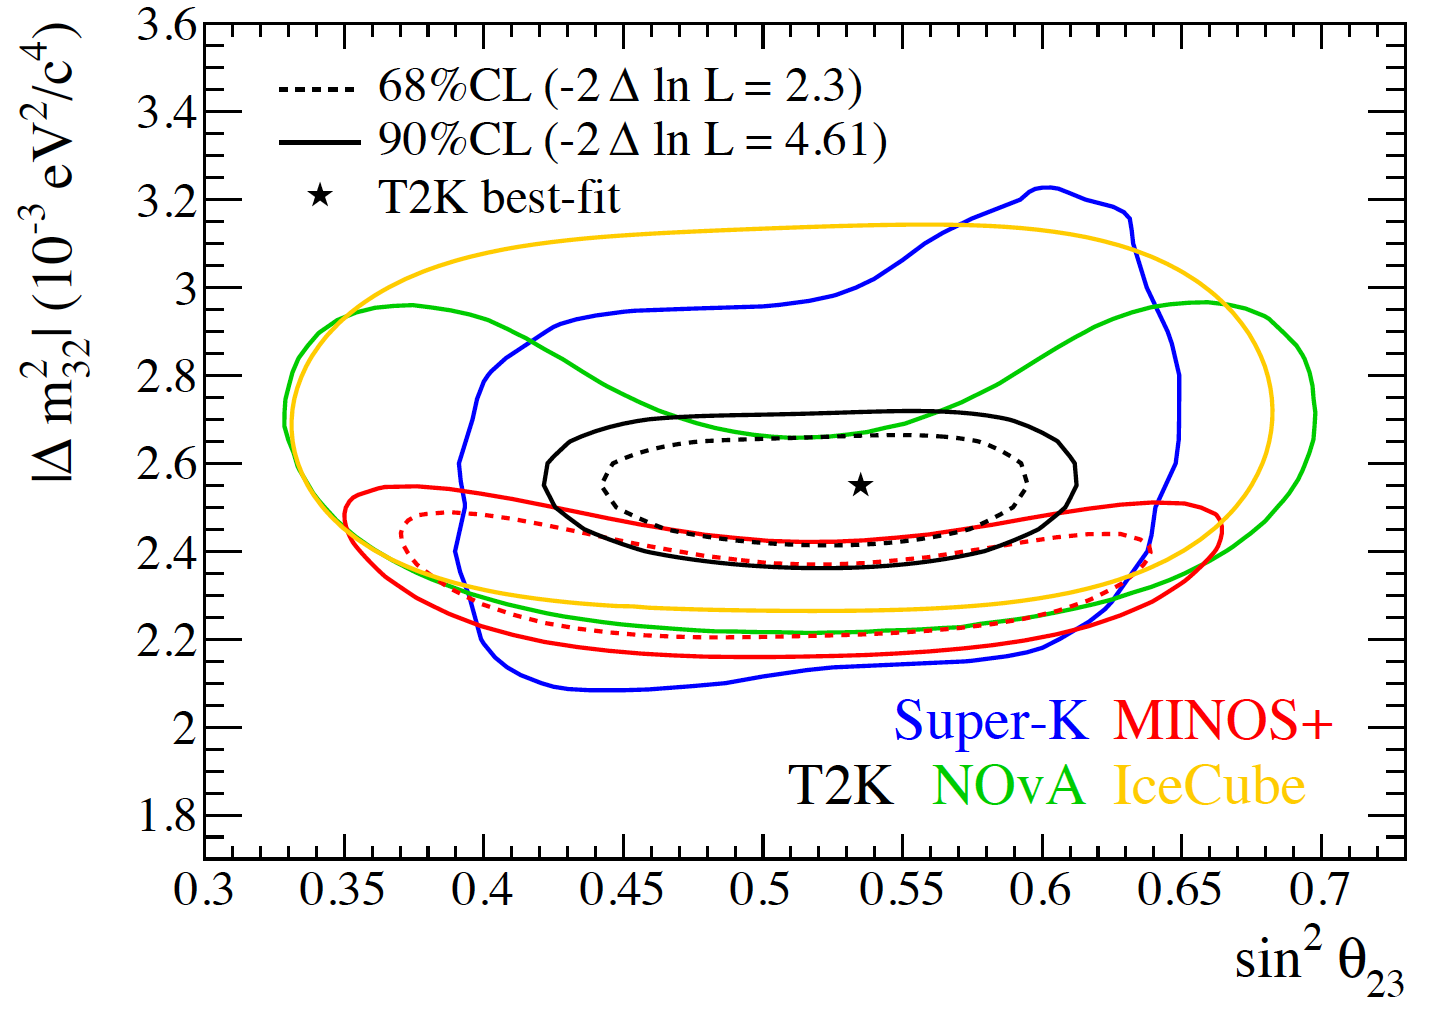 |Δ m²₃₂| (10⁻³ eV²/c⁴)
3.6
3.4
3.2
3
2.8
2.6
2.4
2.2
2
1.8
68%CL (-2 Δ ln L = 2.3)
90%CL (-2 Δ ln L = 4.61)
T2K best-fit
Super-K MINOS+
T2K NOvA IceCube
0.3 0.35 0.4 0.45 0.5 0.55 0.6 0.65 0.7
sin² θ₂₃